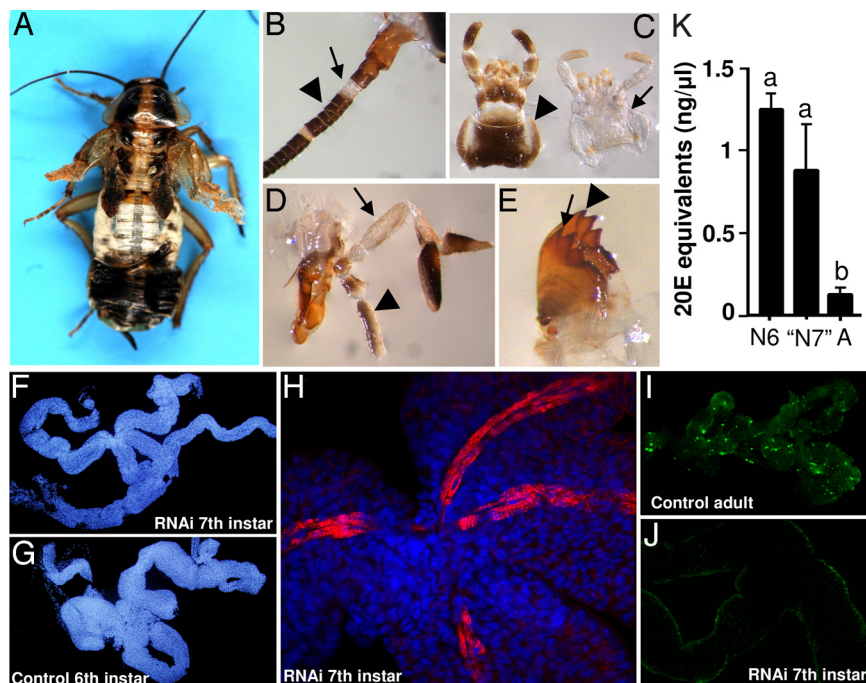 A
B
C
D
E
K
20E equivalents (ng/µl)
1.5
1
0.5
0
a
a
b
N6 "N7" A
F
RNAi 7th instar
G
Control 6th instar
H
RNAi 7th instar
I
Control adult
J
RNAi 7th instar